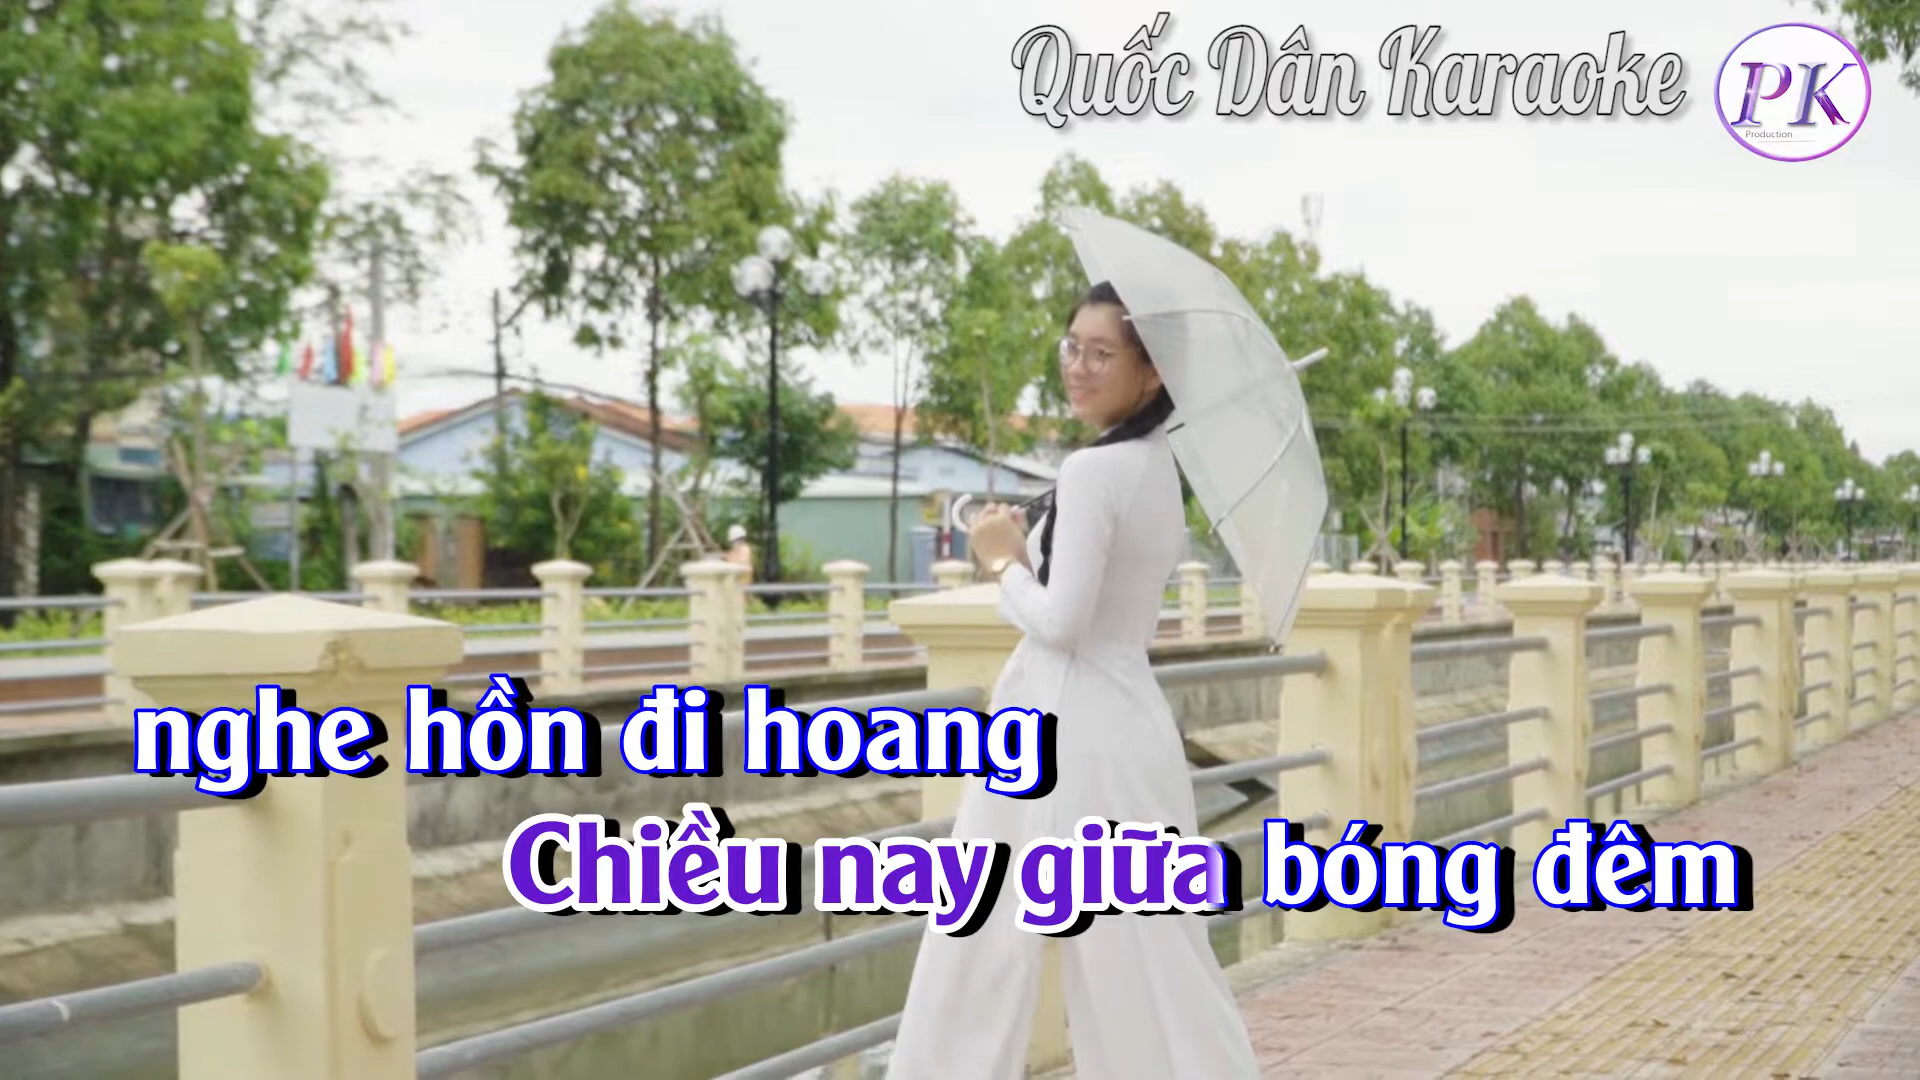 Quốc Dân Karaoke
PK
Production
nghe hồn đi hoang
Chiều nay giữa bóng đêm